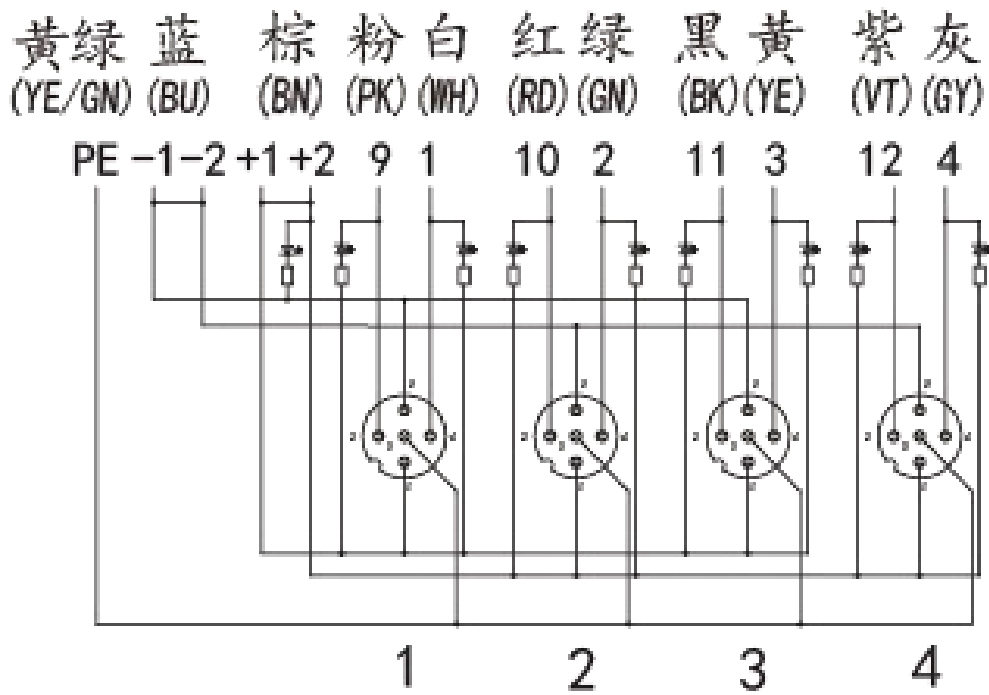 黄绿 蓝 棕 粉 白 红 绿 黑 黄 紫 灰
(YE/GN) (BU) (BN) (PK) (WH) (RD) (GN) (BK) (YE) (VT) (GY)
PE -1 -2 +1 +2 9 1 10 2 11 3 12 4
1 2 3 4